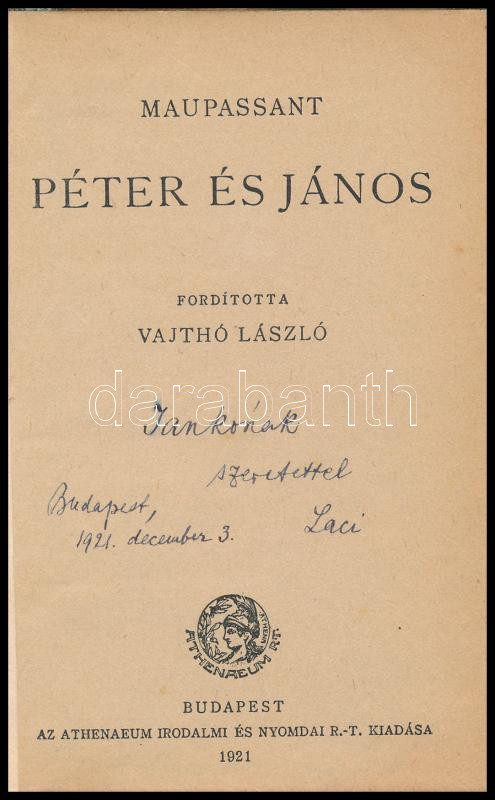 MAUPASSANT
PÉTER ÉS JÁNOS
FORDÍTOTTA
VAJTHÓ LÁSZLÓ
darabanth
Jankónak
szeretettel
Budapest,
1921. december 3.
Laci
ATHENAEUM R.T.
BUDAPEST
AZ ATHENAEUM IRODALMI ÉS NYOMDAI R.-T. KIADÁSA
1921